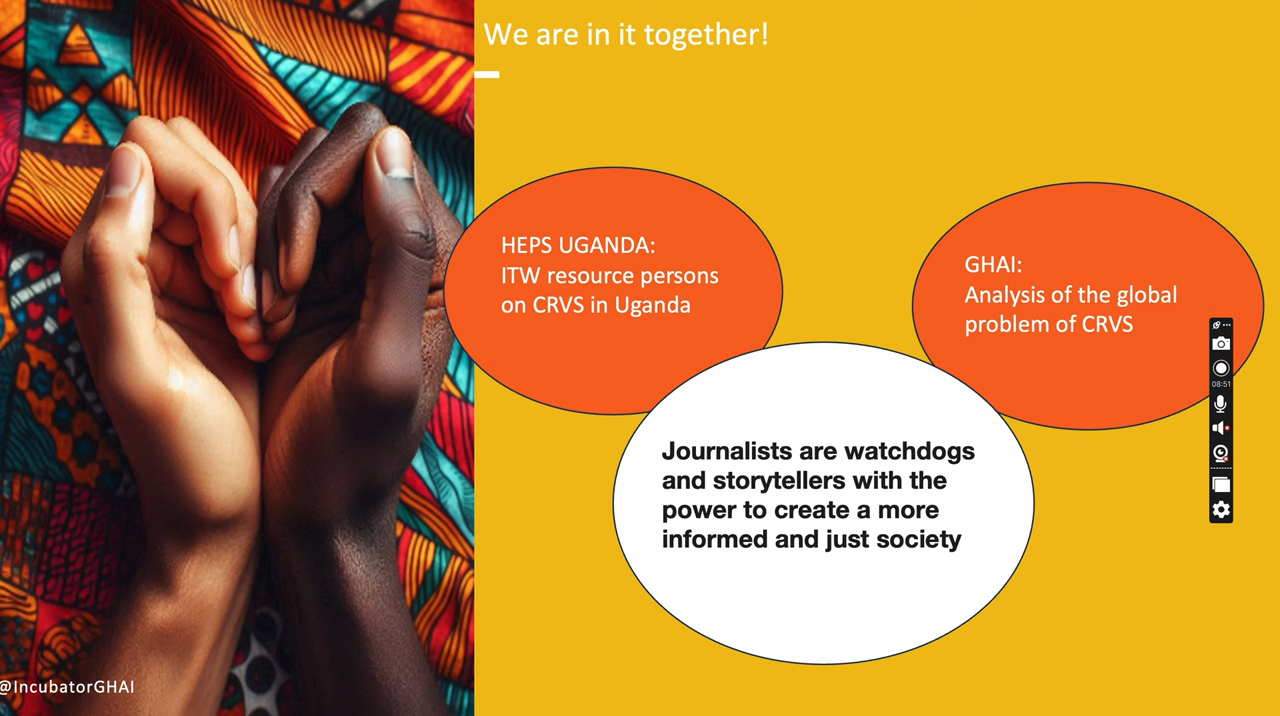 We are in it together!
HEPS UGANDA:
ITW resource persons
on CRVS in Uganda
GHAI:
Analysis of the global
problem of CRVS
08:51
Journalists are watchdogs
and storytellers with the
power to create a more
informed and just society
@IncubatorGHAI